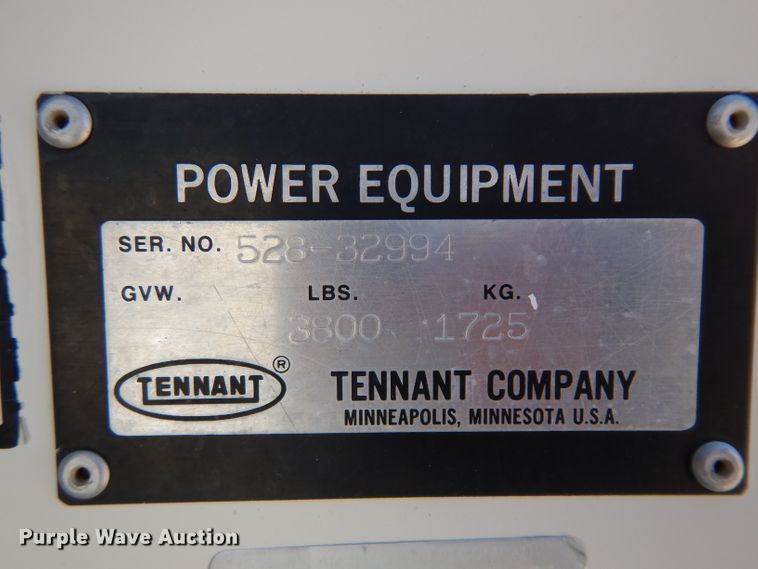 POWER EQUIPMENT
SER. NO. 528-32994
GVW. LBS. KG.
3800 1725
TENNANT ® TENNANT COMPANY
MINNEAPOLIS, MINNESOTA U.S.A.
Purple Wave Auction